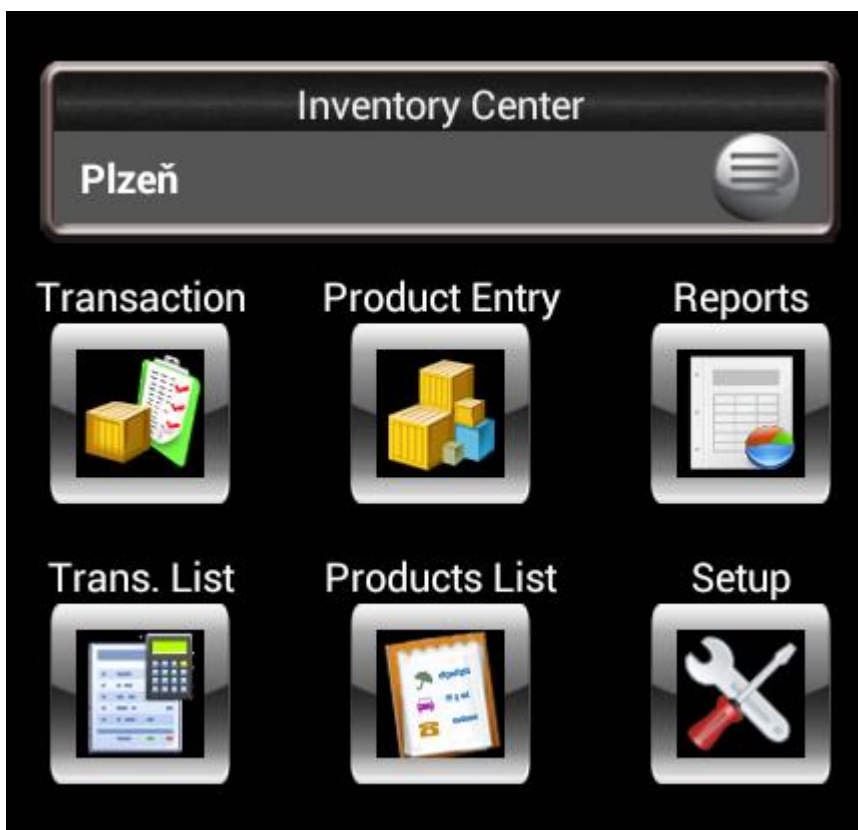 Inventory Center
Plzeň
Transaction Product Entry Reports
Trans. List Products List Setup